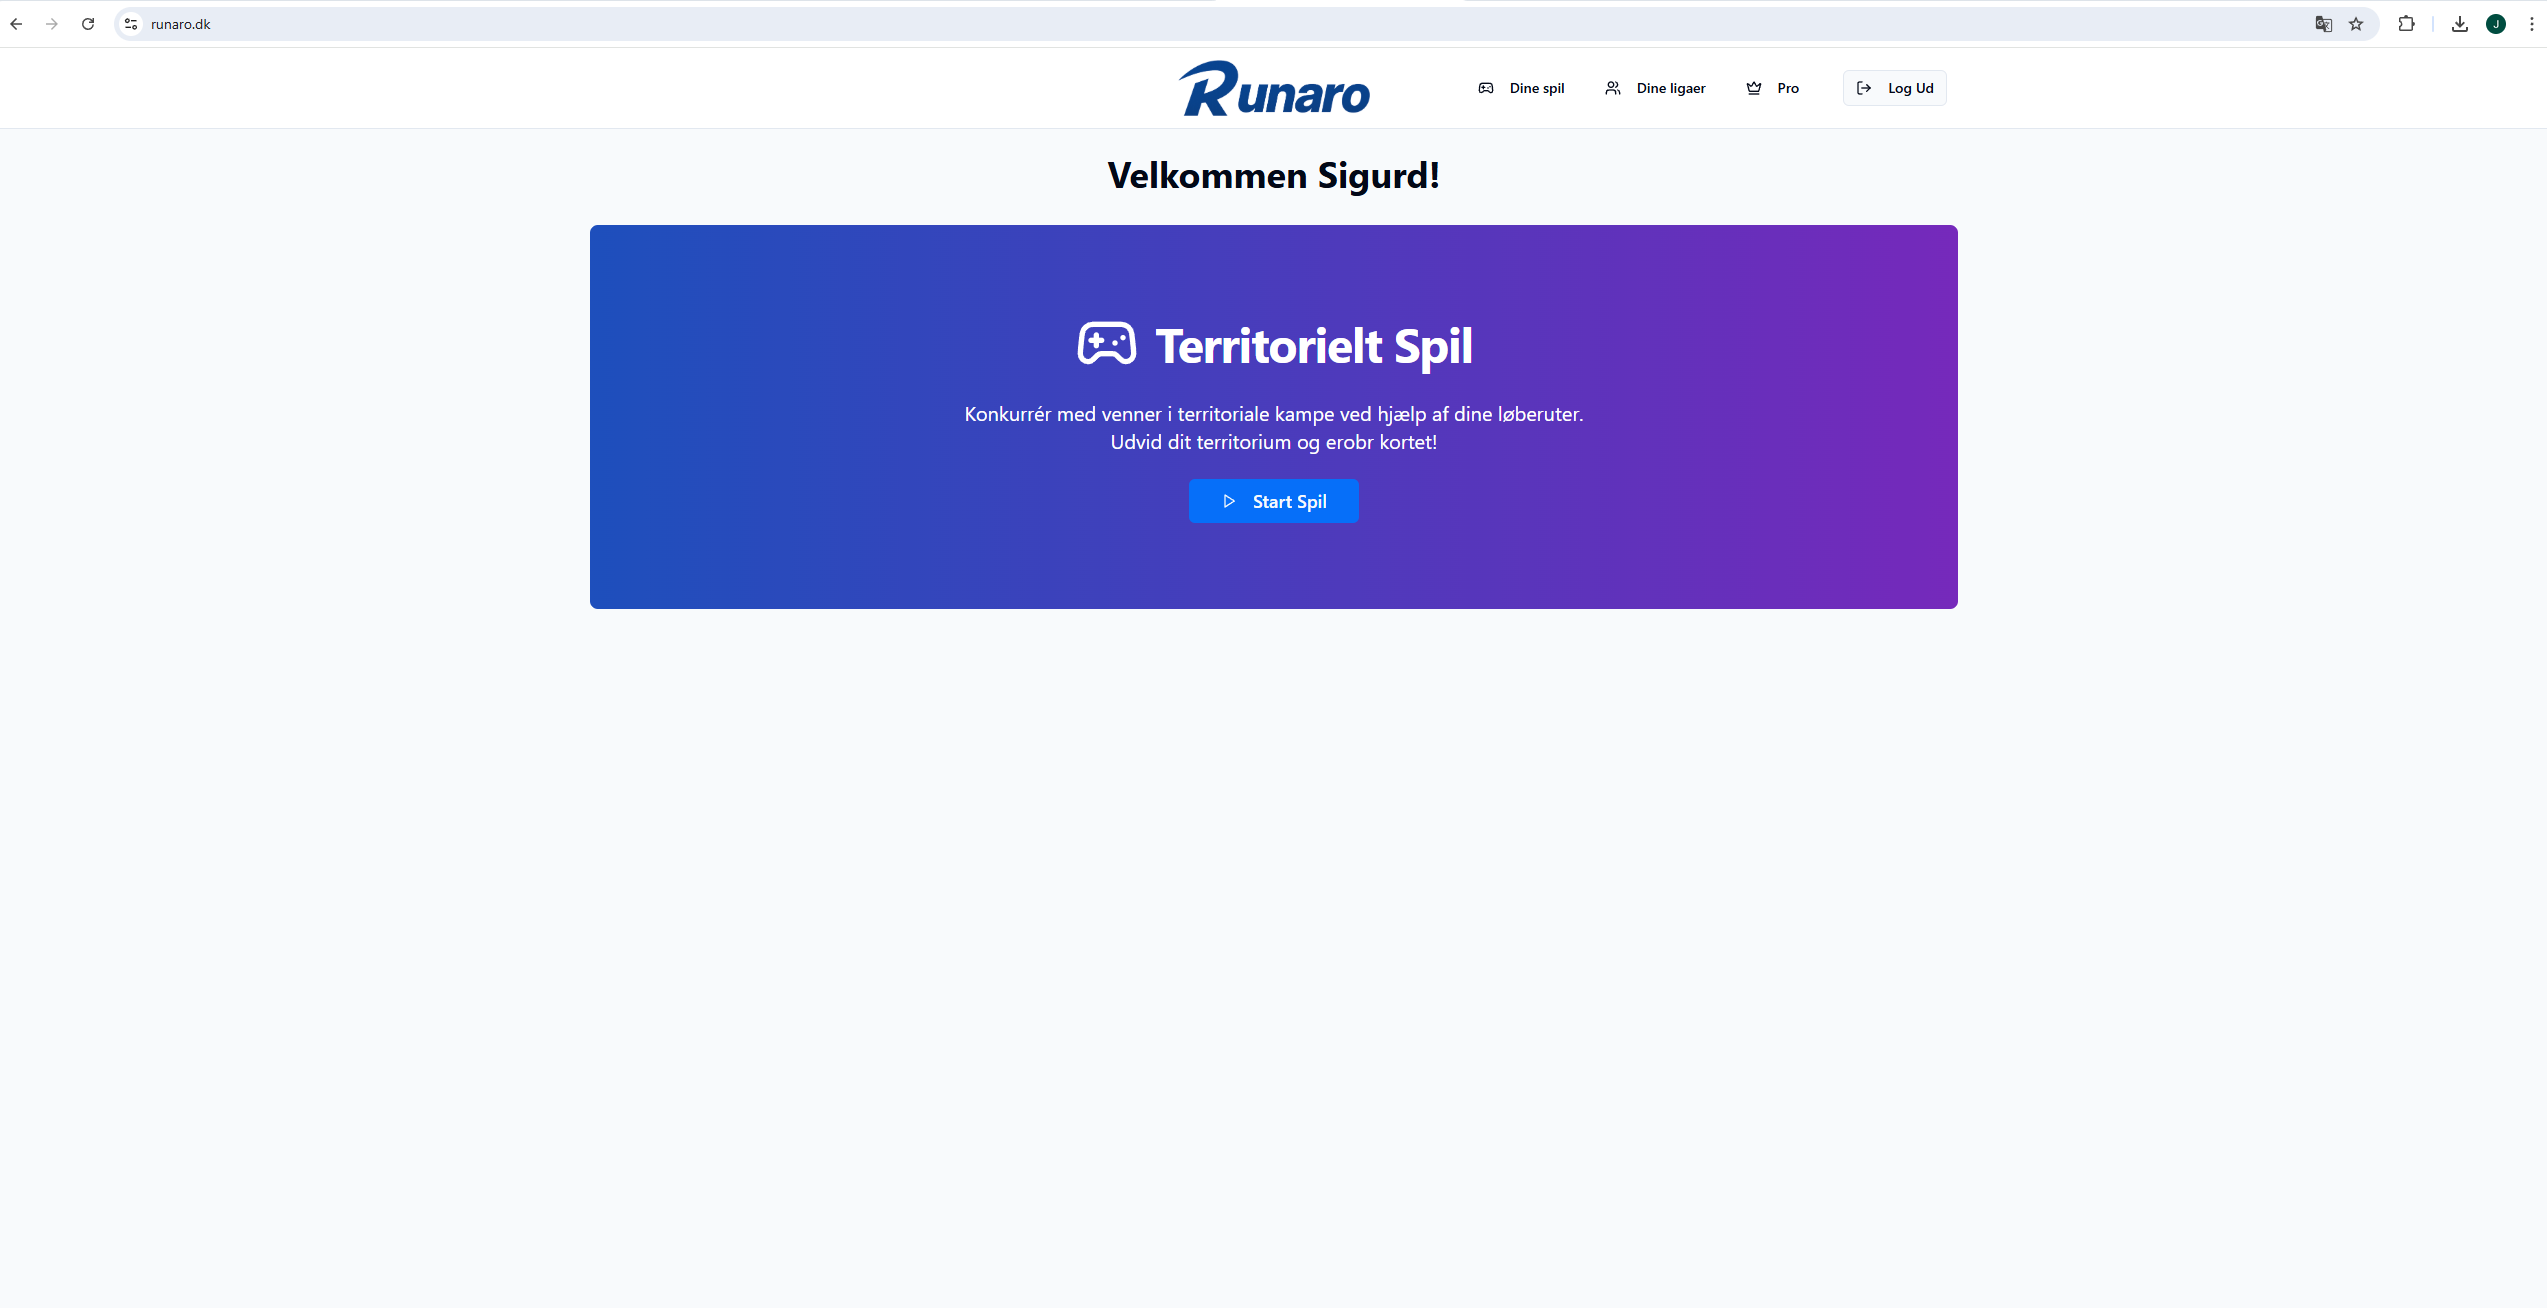 runaro.dk
J
Runaro
Dine spil
Dine ligaer
Pro
Log Ud
Velkommen Sigurd!
Territorielt Spil
Konkurrér med venner i territoriale kampe ved hjælp af dine løberuter.
Udvid dit territorium og erobr kortet!
Start Spil